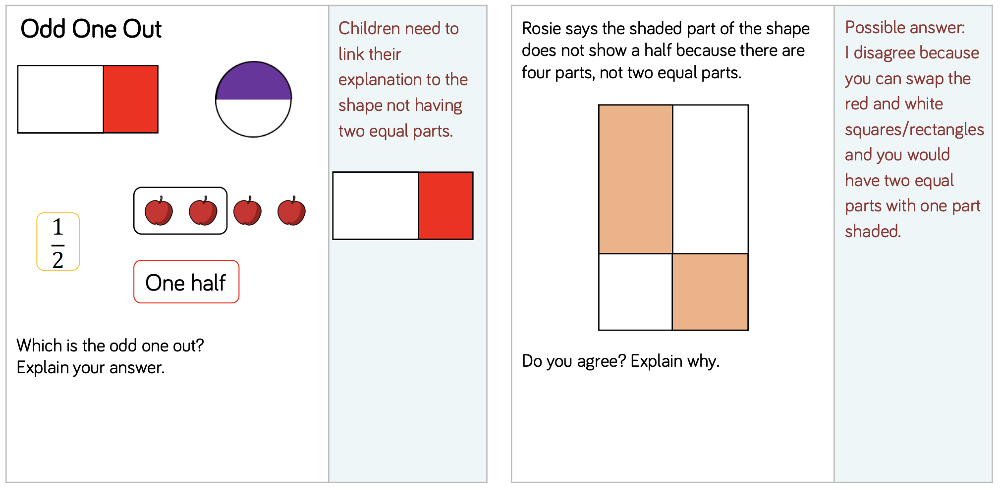 Odd One Out
1
2
One half
Which is the odd one out?
Explain your answer.
Children need to
link their
explanation to the
shape not having
two equal parts.
Rosie says the shaded part of the shape
does not show a half because there are
four parts, not two equal parts.
Do you agree? Explain why.
Possible answer:
I disagree because
you can swap the
red and white
squares/rectangles
and you would
have two equal
parts with one part
shaded.